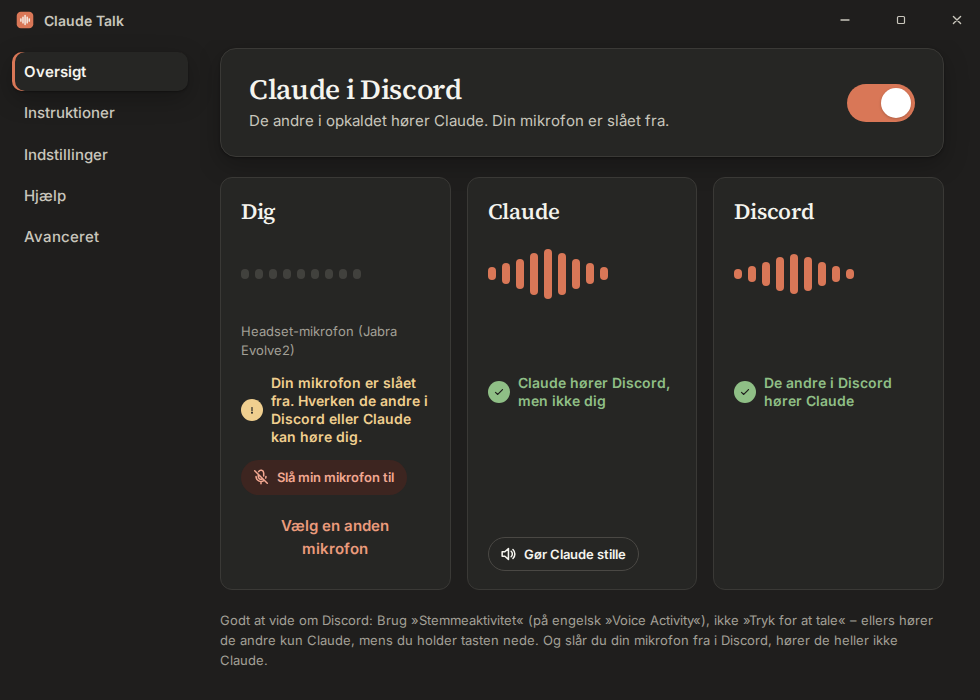 Claude Talk
Oversigt
Instruktioner
Indstillinger
Hjælp
Avanceret
Claude i Discord
De andre i opkaldet hører Claude. Din mikrofon er slået fra.
Dig
Headset-mikrofon (Jabra
Evolve2)
Din mikrofon er slået
fra. Hverken de andre i
Discord eller Claude
kan høre dig.
Slå min mikrofon til
Vælg en anden
mikrofon
Claude
Claude hører Discord,
men ikke dig
Gør Claude stille
Discord
De andre i Discord
hører Claude
Godt at vide om Discord: Brug »Stemmeaktivitet« (på engelsk »Voice Activity«), ikke »Tryk for at tale« – ellers hører
de andre kun Claude, mens du holder tasten nede. Og slår du din mikrofon fra i Discord, hører de heller ikke
Claude.